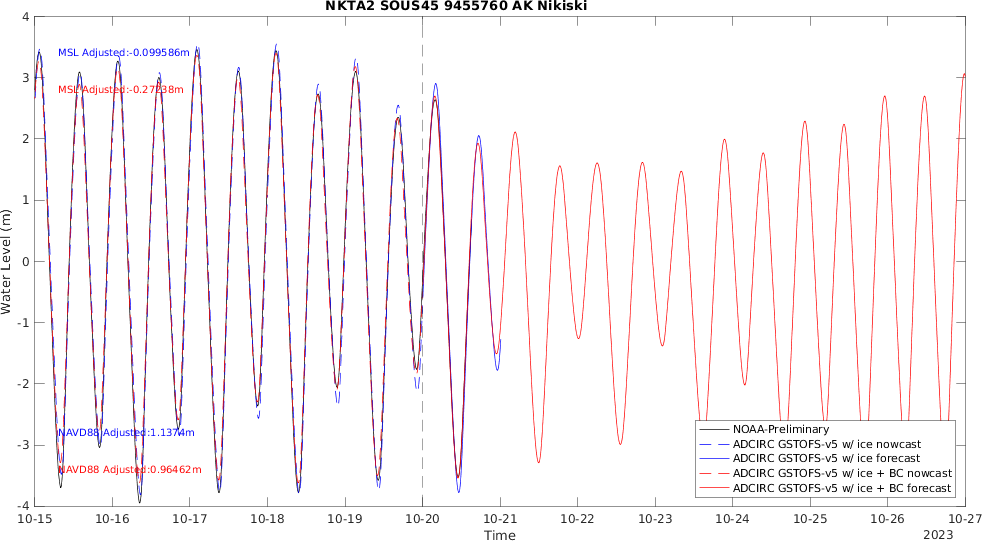 NKTA2 SOUS45 9455760 AK Nikiski
4
3
2
1
0
-1
-2
-3
-4
Water Level (m)
MSL Adjusted:-0.099586m
MSL Adjusted:-0.27238m
NAVD88 Adjusted:1.1374m
NAVD88 Adjusted:0.96462m
NOAA-Preliminary
ADCIRC GSTOFS-v5 w/ ice nowcast
ADCIRC GSTOFS-v5 w/ ice forecast
ADCIRC GSTOFS-v5 w/ ice + BC nowcast
ADCIRC GSTOFS-v5 w/ ice + BC forecast
10-15 10-16 10-17 10-18 10-19 10-20 10-21 10-22 10-23 10-24 10-25 10-26 10-27
Time
2023